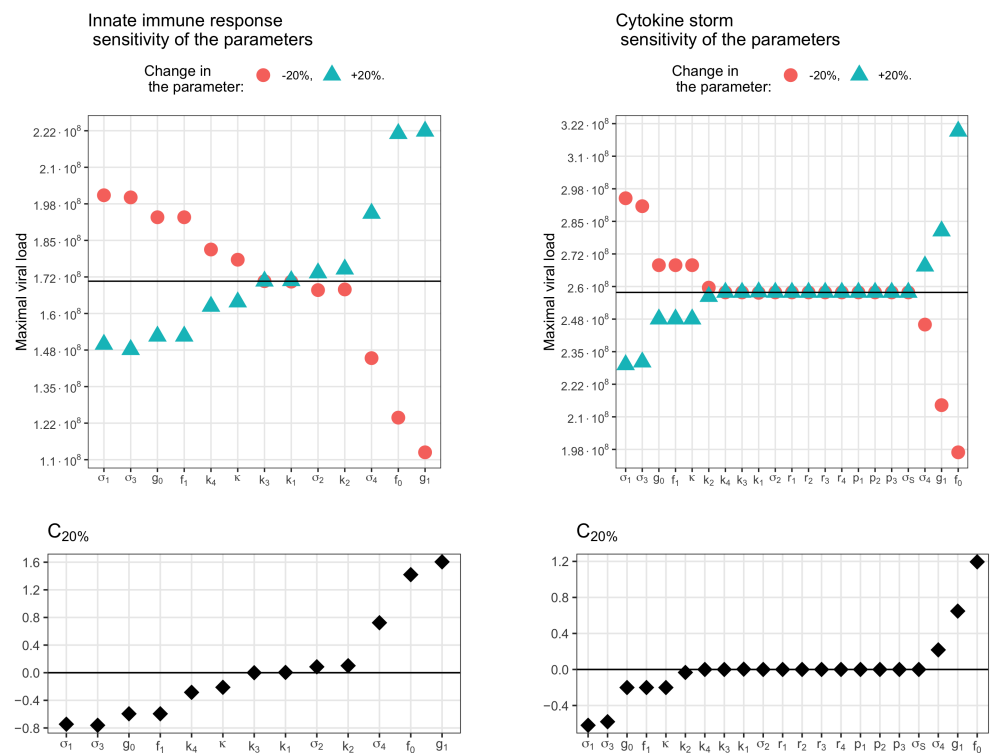 Innate immune response
sensitivity of the parameters
Change in
the parameter:
-20%,
+20%.
Maximal viral load
2.22 · 10⁸
2.1 · 10⁸
1.98 · 10⁸
1.85 · 10⁸
1.72 · 10⁸
1.6 · 10⁸
1.48 · 10⁸
1.35 · 10⁸
1.22 · 10⁸
1.1 · 10⁸
σ₁ σ₃ g₀ f₁ k₄ κ k₃ k₁ σ₂ k₂ σ₄ f₀ g₁
Cytokine storm
sensitivity of the parameters
Change in
the parameter:
-20%,
+20%.
Maximal viral load
3.22 · 10⁸
3.1 · 10⁸
2.98 · 10⁸
2.85 · 10⁸
2.72 · 10⁸
2.6 · 10⁸
2.48 · 10⁸
2.35 · 10⁸
2.22 · 10⁸
2.1 · 10⁸
1.98 · 10⁸
σ₁ σ₃ g₀ f₁ κ k₂ k₄ k₃ k₁ σ₂ r₁ r₂ r₃ r₄ p₁ p₂ p₃ σ_S σ₄ g₁ f₀
C₂₀%
1.6
1.2
0.8
0.4
0.0
−0.4
−0.8
σ₁ σ₃ g₀ f₁ k₄ κ k₃ k₁ σ₂ k₂ σ₄ f₀ g₁
C₂₀%
1.2
0.8
0.4
0.0
−0.4
σ₁ σ₃ g₀ f₁ κ k₂ k₄ k₃ k₁ σ₂ r₁ r₂ r₃ r₄ p₁ p₂ p₃ σ_S σ₄ g₁ f₀